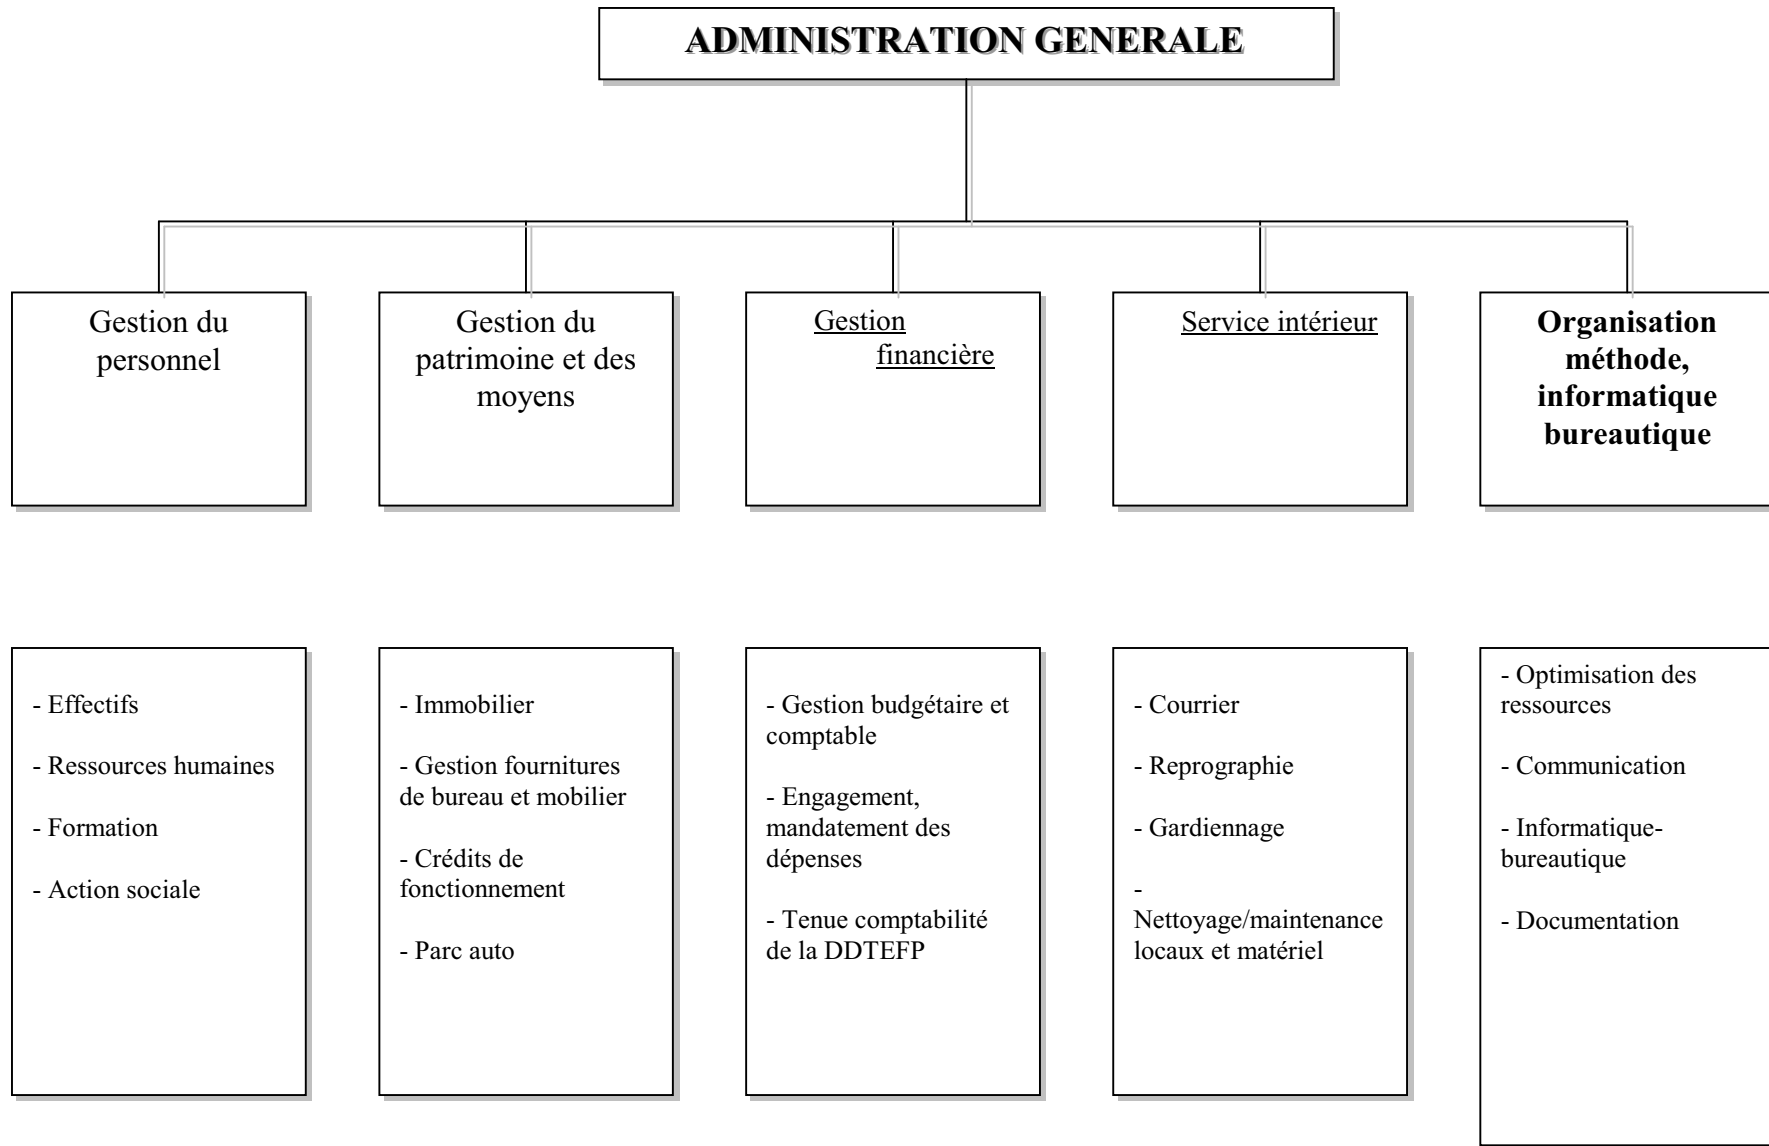 ADMINISTRATION GENERALE
Gestion du
personnel
Gestion du
patrimoine et des
moyens
Gestion
financière
Service intérieur
Organisation
méthode,
informatique
bureautique
- Effectifs
- Ressources humaines
- Formation
- Action sociale
- Immobilier
- Gestion fournitures
de bureau et mobilier
- Crédits de
fonctionnement
- Parc auto
- Gestion budgétaire et
comptable
- Engagement,
mandatement des
dépenses
- Tenue comptabilité
de la DDTEFP
- Courrier
- Reprographie
- Gardiennage
-
Nettoyage/maintenance
locaux et matériel
- Optimisation des
ressources
- Communication
- Informatique-
bureautique
- Documentation